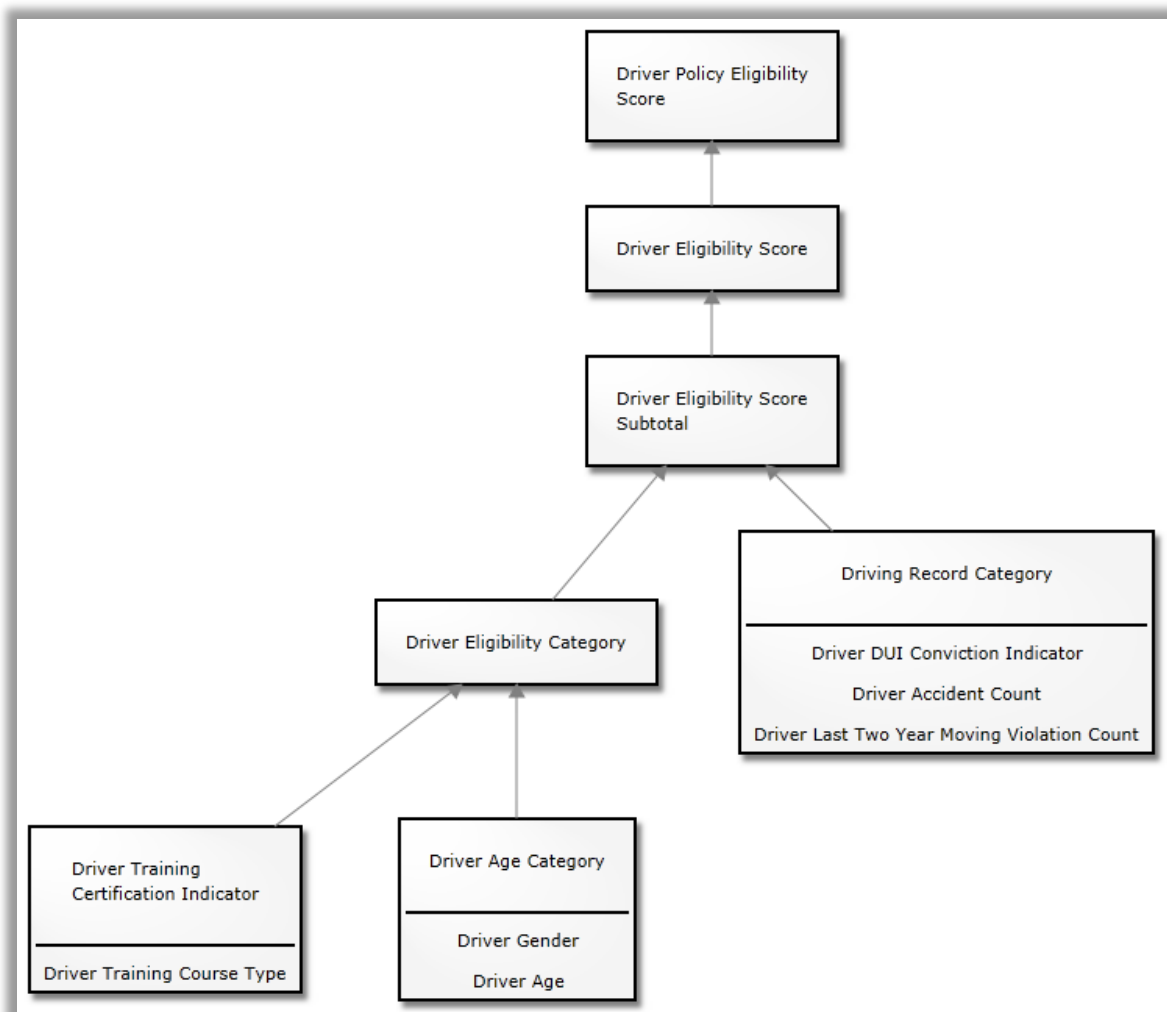 Driver Policy Eligibility
Score
Driver Eligibility Score
Driver Eligibility Score
Subtotal
Driving Record Category
Driver DUI Conviction Indicator
Driver Accident Count
Driver Last Two Year Moving Violation Count
Driver Eligibility Category
Driver Training
Certification Indicator
Driver Training Course Type
Driver Age Category
Driver Gender
Driver Age